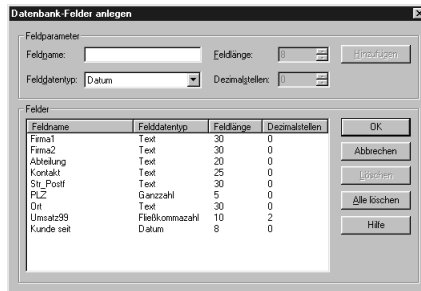 Datenbank-Felder anlegen
Feldparameter
Feldname: Feldlänge: 8 Hinzufügen
Felddatentyp: Datum Dezimalstellen: 0
Felder
Feldname Felddatentyp Feldlänge Dezimalstellen
Firma1 Text 30 0
Firma2 Text 30 0
Abteilung Text 20 0
Kontakt Text 25 0
Str_Postf Text 30 0
PLZ Ganzzahl 5 0
Ort Text 30 0
Umsatz99 Fließkommazahl 10 2
Kunde seit Datum 8 0
OK
Abbrechen
Löschen
Alle löschen
Hilfe